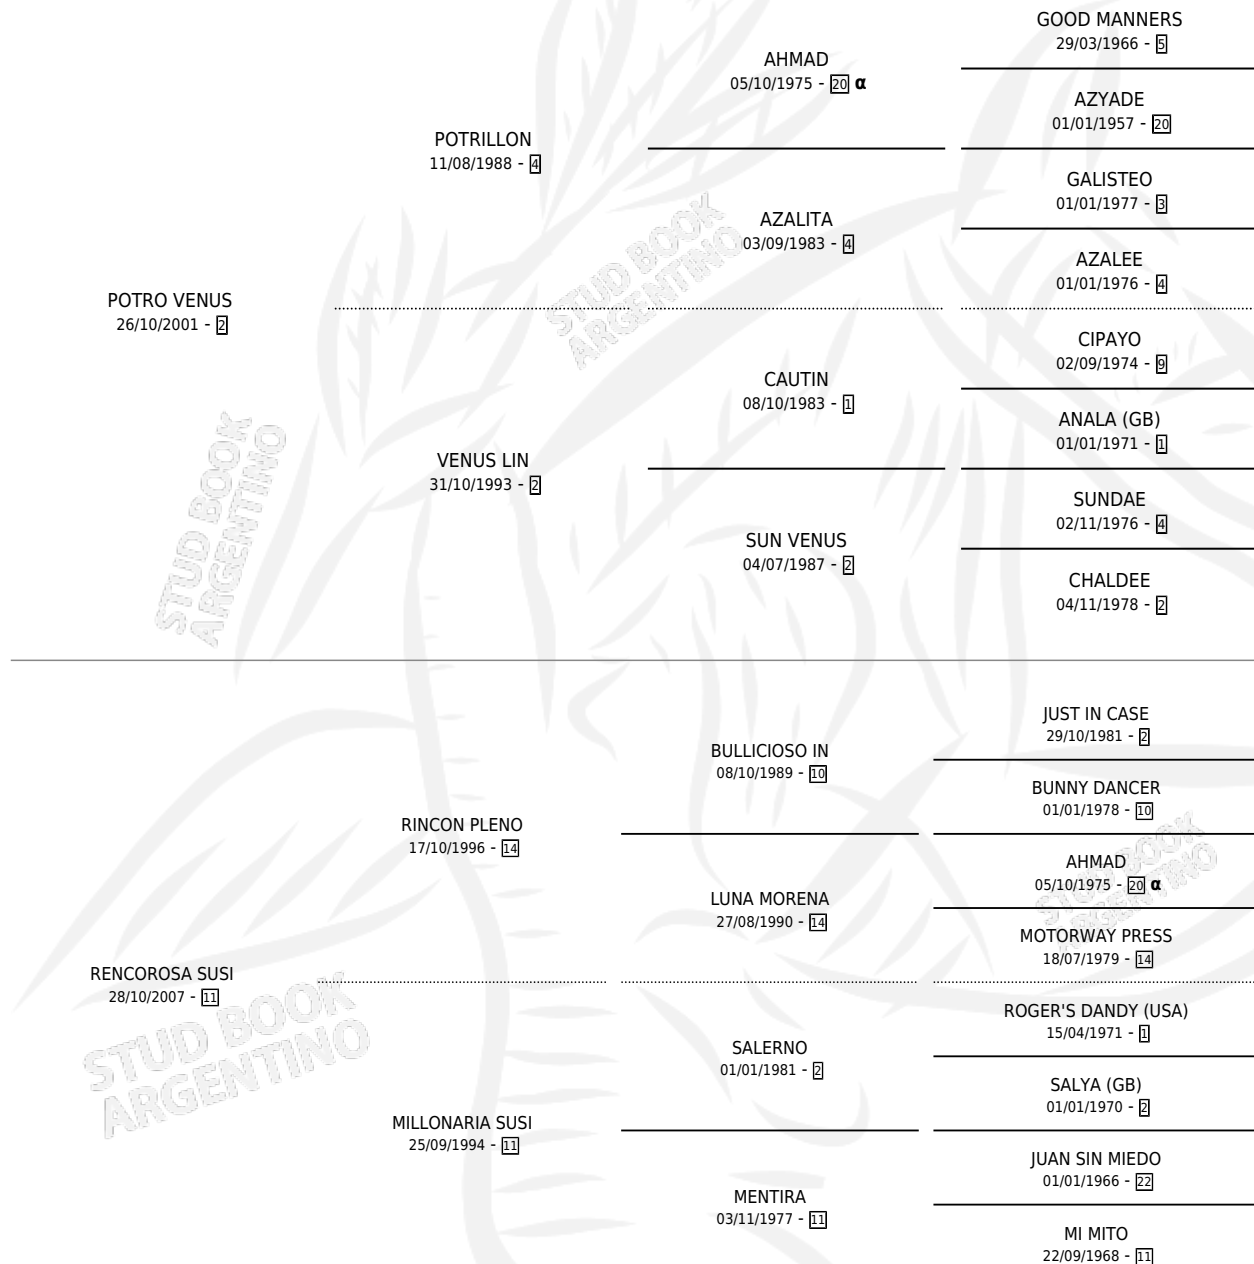 GOOD MANNERS
29/03/1966 - 5
AHMAD
05/10/1975 - 20 α
AZYADE
01/01/1957 - 20
POTRILLON
11/08/1988 - 4
GALISTEO
01/01/1977 - 3
AZALITA
03/09/1983 - 4
AZALEE
01/01/1976 - 4
POTRO VENUS
26/10/2001 - 2
CIPAYO
02/09/1974 - 9
CAUTIN
08/10/1983 - 1
ANALA (GB)
01/01/1971 - 1
VENUS LIN
31/10/1993 - 2
SUNDAE
02/11/1976 - 4
SUN VENUS
04/07/1987 - 2
CHALDEE
04/11/1978 - 2
STUD BOOK
ARGENTINO
STUD BOOK
ARGENTINO
JUST IN CASE
29/10/1981 - 2
BULLICIOSO IN
08/10/1989 - 10
BUNNY DANCER
01/01/1978 - 10
RINCON PLENO
17/10/1996 - 14
AHMAD
05/10/1975 - 20 α
LUNA MORENA
27/08/1990 - 14
MOTORWAY PRESS
18/07/1979 - 14
RENCOROSA SUSI
28/10/2007 - 11
ROGER'S DANDY (USA)
15/04/1971 - 1
SALERNO
01/01/1981 - 2
SALYA (GB)
01/01/1970 - 2
MILLONARIA SUSI
25/09/1994 - 11
JUAN SIN MIEDO
01/01/1966 - 22
MENTIRA
03/11/1977 - 11
MI MITO
22/09/1968 - 11
STUD BOOK
ARGENTINO
STUD BOOK
ARGENTINO